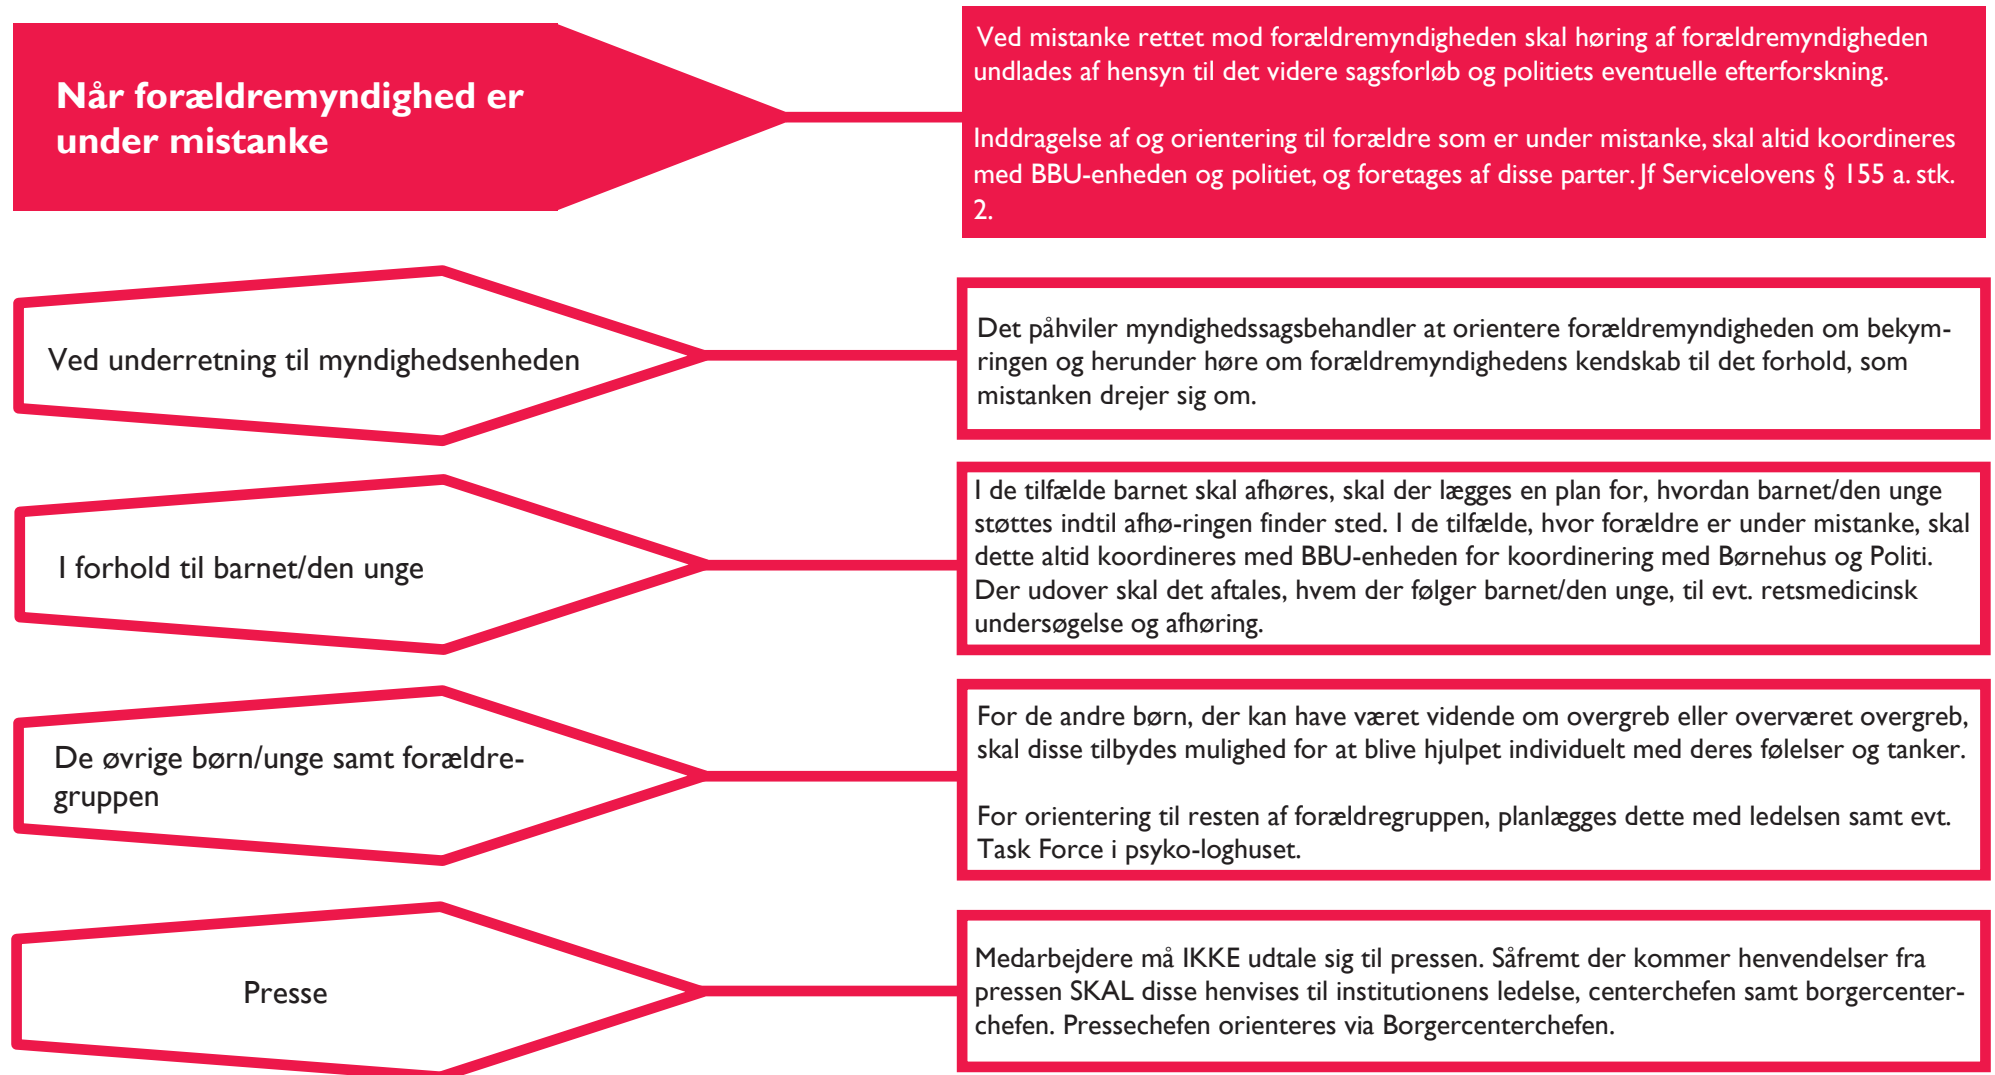 Når forældremyndighed er
under mistanke
Ved mistanke rettet mod forældremyndigheden skal høring af forældremyndigheden
undlades af hensyn til det videre sagsforløb og politiets eventuelle efterforskning.
Inddragelse af og orientering til forældre som er under mistanke, skal altid koordineres
med BBU-enheden og politiet, og foretages af disse parter. Jf Servicelovens § 155 a. stk.
2.
Ved underretning til myndighedsenheden
Det påhviler myndighedssagsbehandler at orientere forældremyndigheden om bekym-
ringen og herunder høre om forældremyndighedens kendskab til det forhold, som
mistanken drejer sig om.
I forhold til barnet/den unge
I de tilfælde barnet skal afhøres, skal der lægges en plan for, hvordan barnet/den unge
støttes indtil afhø-ringen finder sted. I de tilfælde, hvor forældre er under mistanke, skal
dette altid koordineres med BBU-enheden for koordinering med Børnehus og Politi.
Der udover skal det aftales, hvem der følger barnet/den unge, til evt. retsmedicinsk
undersøgelse og afhøring.
De øvrige børn/unge samt forældre-
gruppen
For de andre børn, der kan have været vidende om overgreb eller overværet overgreb,
skal disse tilbydes mulighed for at blive hjulpet individuelt med deres følelser og tanker.
For orientering til resten af forældregruppen, planlægges dette med ledelsen samt evt.
Task Force i psyko-loghuset.
Presse
Medarbejdere må IKKE udtale sig til pressen. Såfremt der kommer henvendelser fra
pressen SKAL disse henvises til institutionens ledelse, centerchefen samt borgercenter-
chefen. Pressechefen orienteres via Borgercenterchefen.